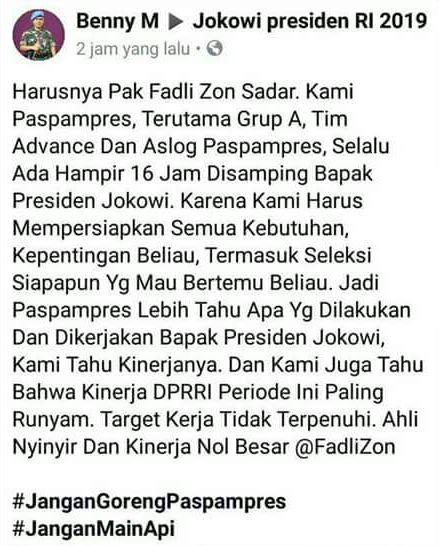 Benny M ▶ Jokowi presiden RI 2019
2 jam yang lalu ·
Harusnya Pak Fadli Zon Sadar. Kami
Paspampres, Terutama Grup A, Tim
Advance Dan Aslog Paspampres, Selalu
Ada Hampir 16 Jam Disamping Bapak
Presiden Jokowi. Karena Kami Harus
Mempersiapkan Semua Kebutuhan,
Kepentingan Beliau, Termasuk Seleksi
Siapapun Yg Mau Bertemu Beliau. Jadi
Paspampres Lebih Tahu Apa Yg Dilakukan
Dan Dikerjakan Bapak Presiden Jokowi,
Kami Tahu Kinerjanya. Dan Kami Juga Tahu
Bahwa Kinerja DPRRI Periode Ini Paling
Runyam. Target Kerja Tidak Terpenuhi. Ahli
Nyinyir Dan Kinerja Nol Besar @FadliZon
#JanganGorengPaspampres
#JanganMainApi